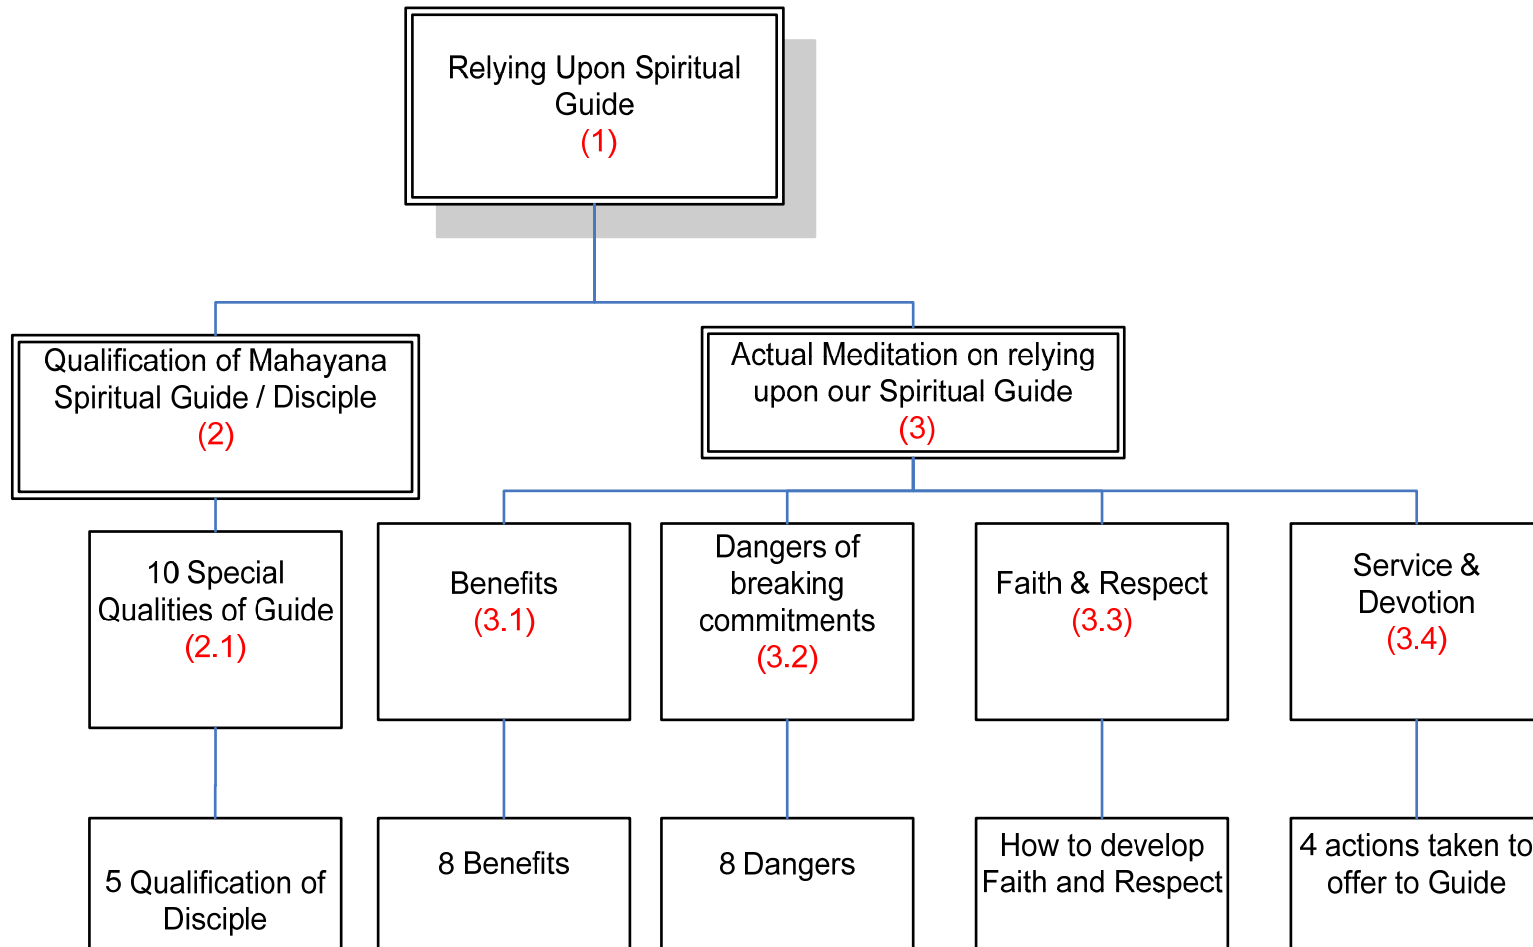 Relying Upon Spiritual
Guide
(1)
Qualification of Mahayana
Spiritual Guide / Disciple
(2)
Actual Meditation on relying
upon our Spiritual Guide
(3)
10 Special
Qualities of Guide
(2.1)
Benefits
(3.1)
Dangers of
breaking
commitments
(3.2)
Faith & Respect
(3.3)
Service &
Devotion
(3.4)
5 Qualification of
Disciple
8 Benefits
8 Dangers
How to develop
Faith and Respect
4 actions taken to
offer to Guide